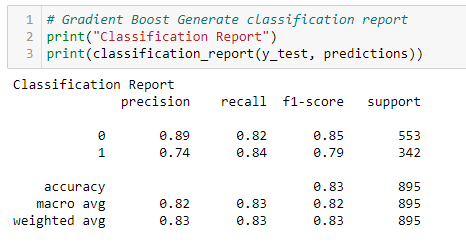 1 # Gradient Boost Generate classification report
2 print("Classification Report")
3 print(classification_report(y_test, predictions))
Classification Report
precision recall f1-score support
0 0.89 0.82 0.85 553
1 0.74 0.84 0.79 342
accuracy 0.83 895
macro avg 0.82 0.83 0.82 895
weighted avg 0.83 0.83 0.83 895